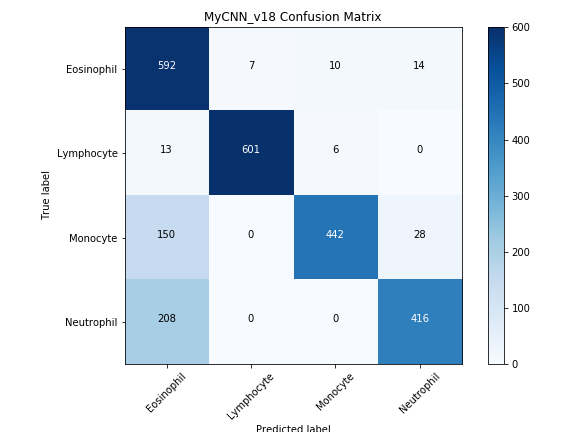 MyCNN_v18 Confusion Matrix
True label
Eosinophil 592 7 10 14
Lymphocyte 13 601 6 0
Monocyte 150 0 442 28
Neutrophil 208 0 0 416
Eosinophil Lymphocyte Monocyte Neutrophil
Predicted label
600
500
400
300
200
100
0